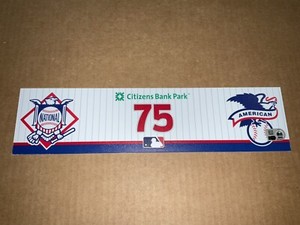 Citizens Bank Park
75
NATIONAL
AMERICAN